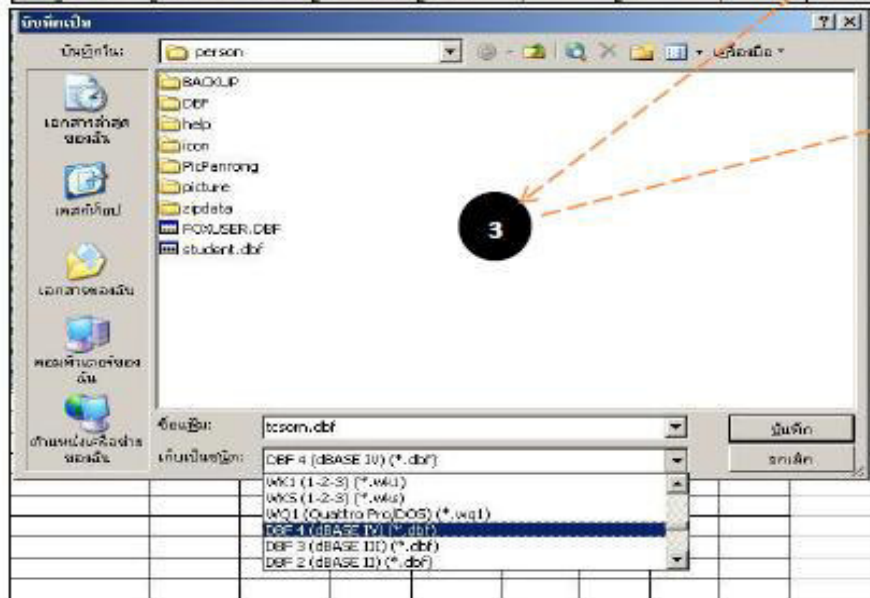 บันทึกเป็น
บันทึกใน: person เครื่องมือ
เอกสารล่าสุด
ของฉัน
เดสก์ท็อป
เอกสารของฉัน
คอมพิวเตอร์ของ
ฉัน
ตำแหน่งเครือข่าย
ของฉัน
BACKUP
DBF
help
icon
PicPanrong
picture
zipdata
FOXUSER.DBF
student.dbf
3
ชื่อแฟ้ม: tcsom.dbf บันทึก
เก็บเป็นชนิด: DBF 4 (dBASE IV) (*.dbf) ยกเลิก
WK1 (1-2-3) (*.wk1)
WKS (1-2-3) (*.wks)
WQ1 (Quattro Pro/DOS) (*.wq1)
DBF 4 (dBASE IV) (*.dbf)
DBF 3 (dBASE III) (*.dbf)
DBF 2 (dBASE II) (*.dbf)